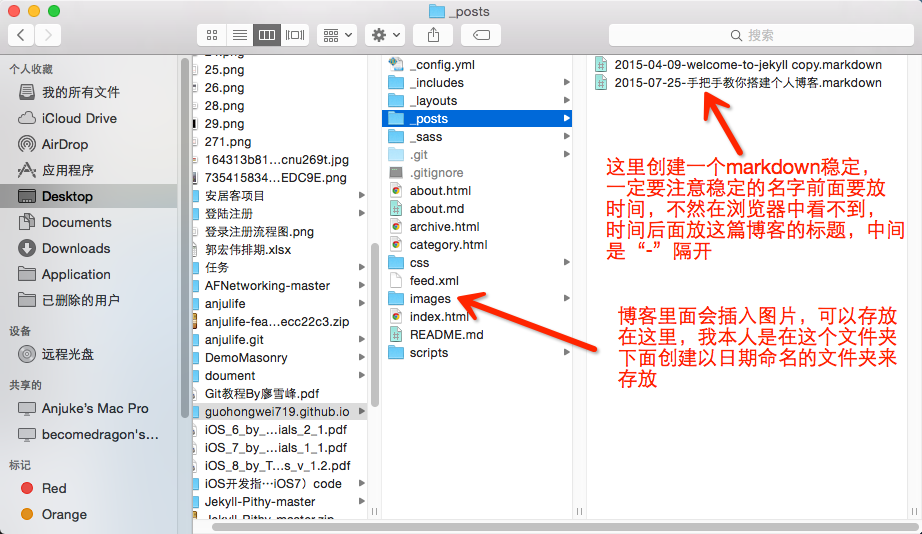 _posts
搜索
个人收藏
我的所有文件
iCloud Drive
AirDrop
应用程序
Desktop
Documents
Downloads
Application
已删除的用户
设备
远程光盘
共享的
Anjuke's Mac Pro
becomedragon's...
标记
Red
Orange
25.png
26.png
28.png
29.png
271.png
164313b81...cnu269t.jpg
735415834...EDC9E.png
安居客项目
登陆注册
登录注册流程图.png
郭宏伟排期.xlsx
任务
AFNetworking-master
anjulife
anjulife-fea...ecc22c3.zip
anjulife.git
DemoMasonry
doument
Git教程By廖雪峰.pdf
guohongwei719.github.io
iOS_6_by_...ials_2_1.pdf
iOS_7_by_...ials_1_1.pdf
iOS_8_by_T...s_v_1.2.pdf
iOS开发指…iOS7）code
Jekyll-Pithy-master
Jekyll-Pithy-master.zip
_config.yml
_includes
_layouts
_posts
_sass
.git
.gitignore
about.html
about.md
archive.html
category.html
css
feed.xml
images
index.html
README.md
scripts
2015-04-09-welcome-to-jekyll copy.markdown
2015-07-25-手把手教你搭建个人博客.markdown
这里创建一个markdown稳定，
一定要注意稳定的名字前面要放
时间，不然在浏览器中看不到，
时间后面放这篇博客的标题，中间
是“-”隔开
博客里面会插入图片，可以存放
在这里，我本人是在这个文件夹
下面创建以日期命名的文件夹来
存放